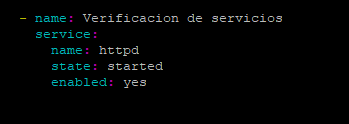 - name: Verificacion de servicios
  service:
    name: httpd
    state: started
    enabled: yes